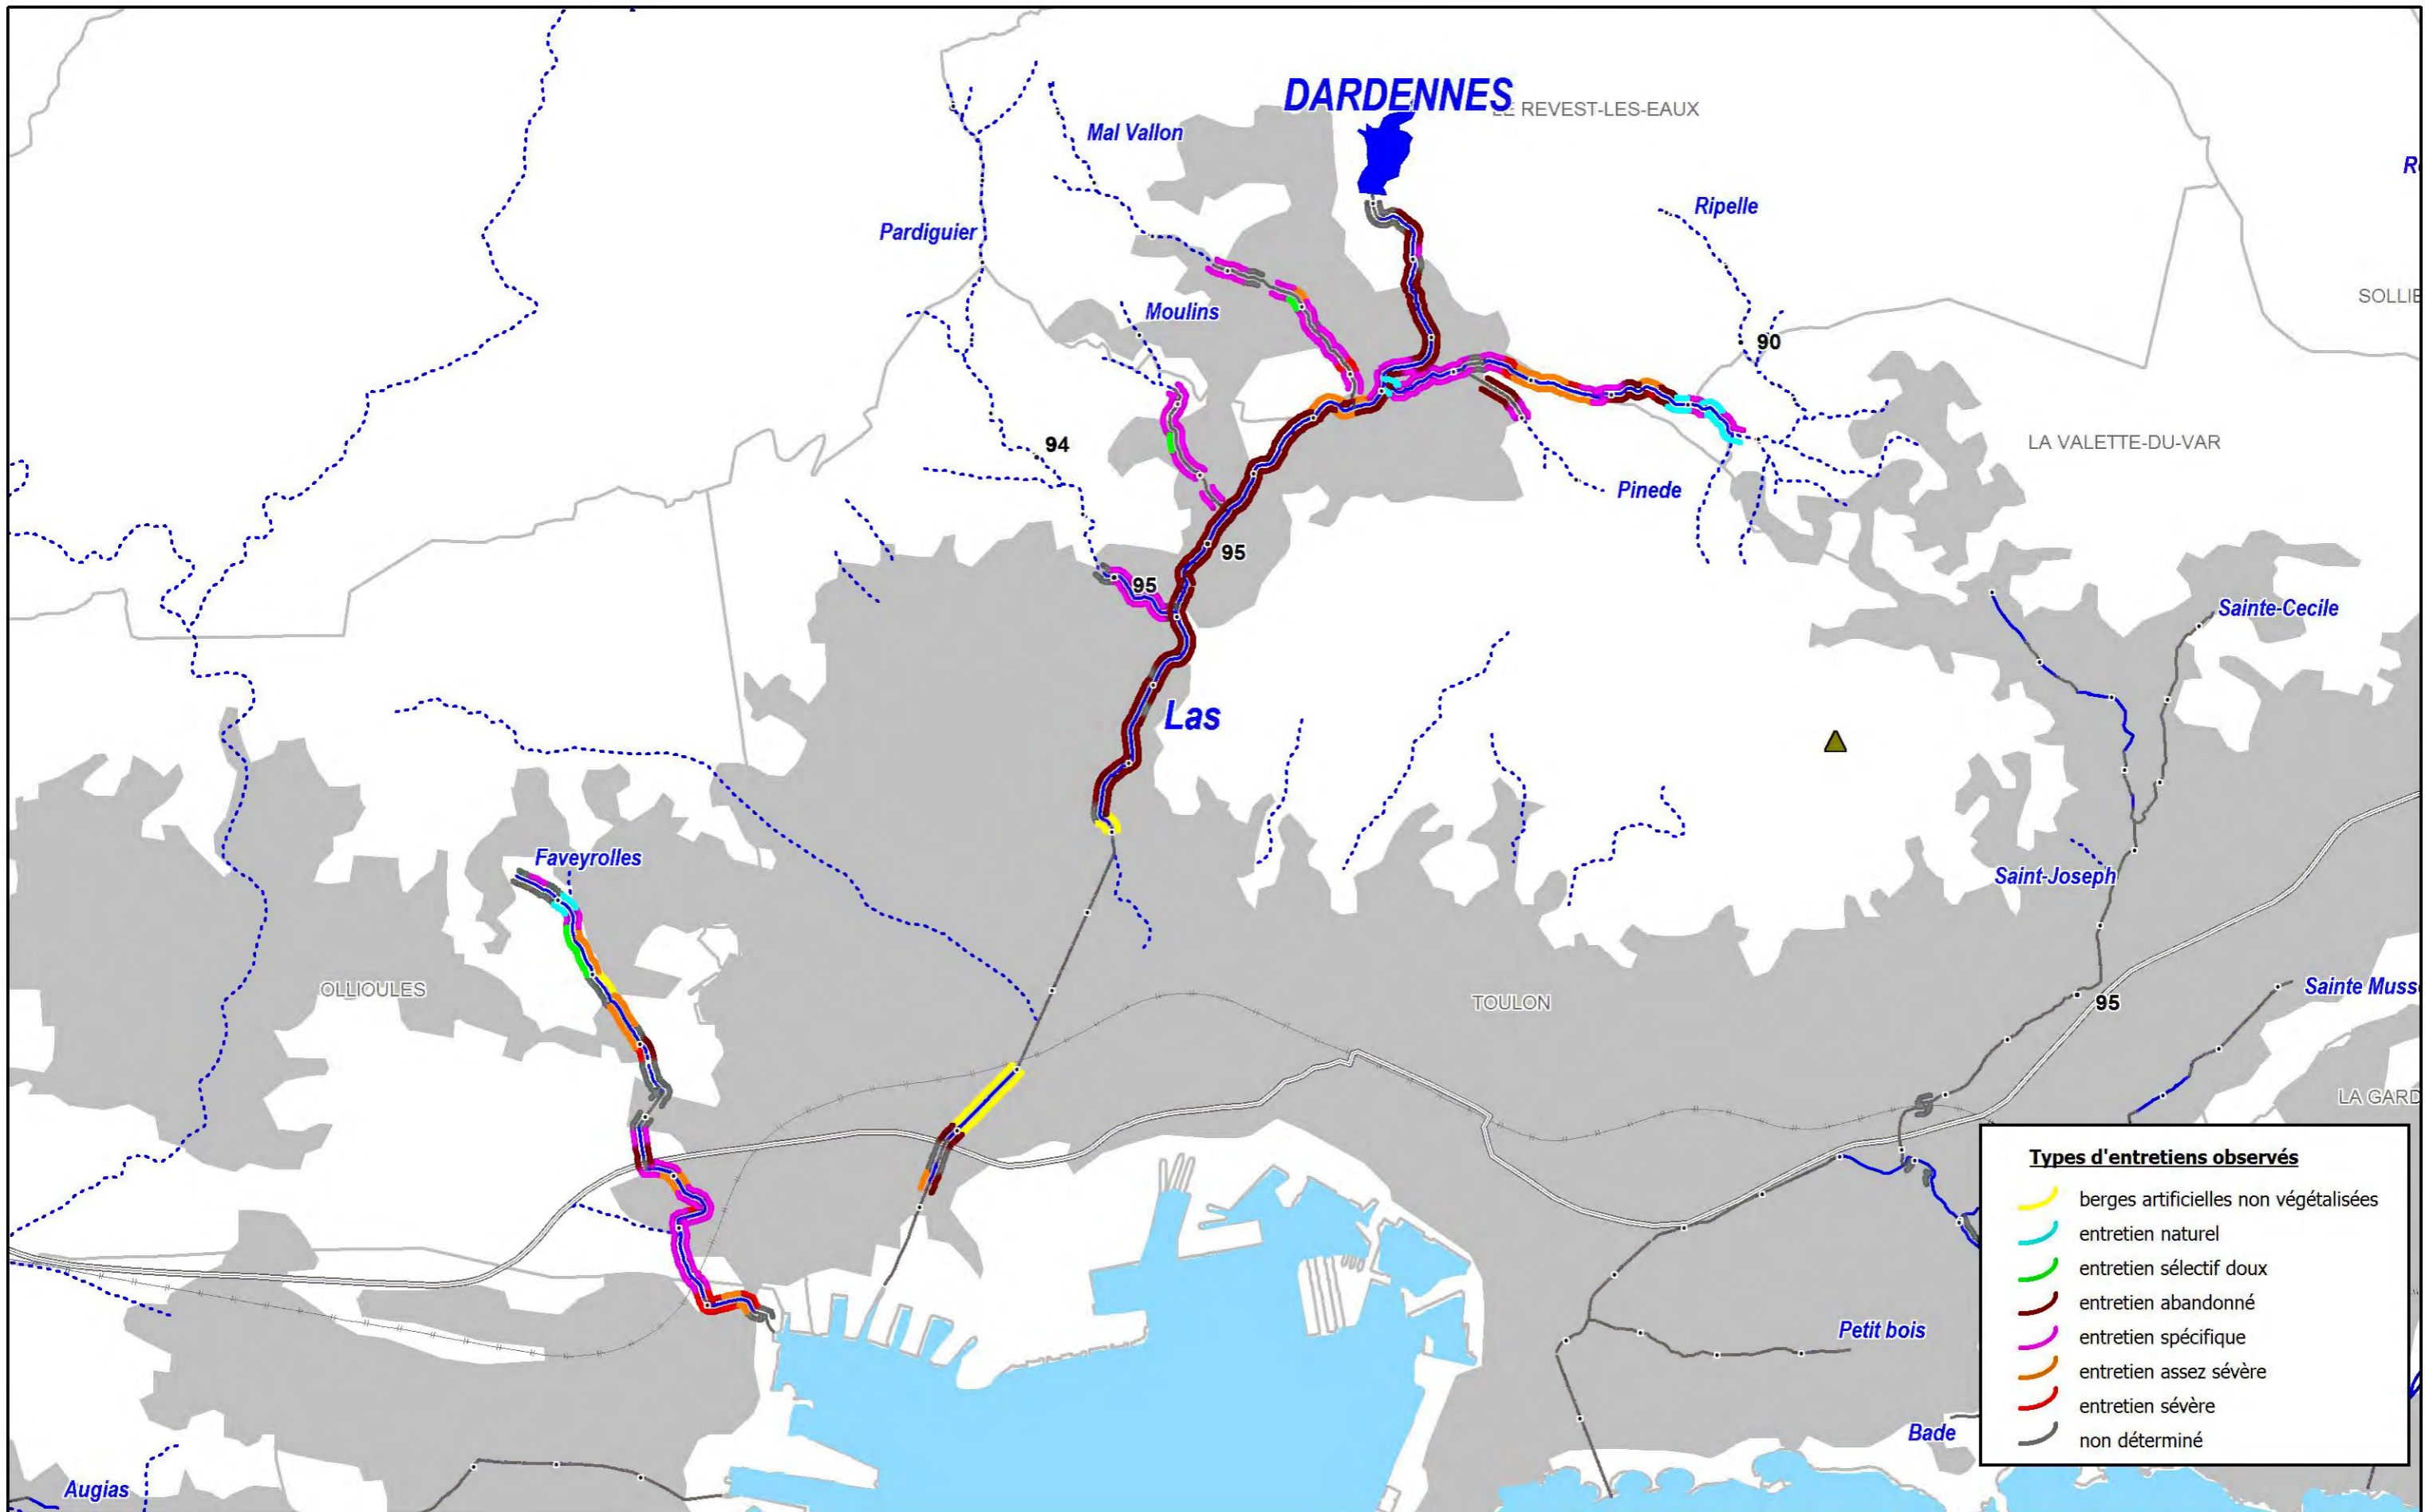 DARDENNES
LE REVEST-LES-EAUX
Mal Vallon
Ripelle
Pardiguier
SOLLIE
Moulins
90
94
LA VALETTE-DU-VAR
Pinede
95
95
Sainte-Cecile
Las
Faveyrolles
Saint-Joseph
OLLIOULES
TOULON
Sainte Muss
95
LA GARD
Types d'entretiens observés
berges artificielles non végétalisées
entretien naturel
entretien sélectif doux
entretien abandonné
entretien spécifique
entretien assez sévère
entretien sévère
non déterminé
Petit bois
Bade
Augias